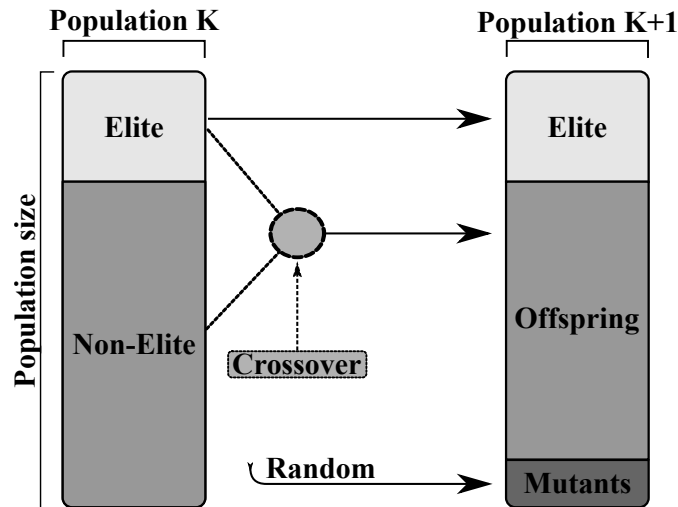 Population K
Population K+1
Elite
Elite
Population size
Non-Elite
Offspring
Crossover
Random
Mutants